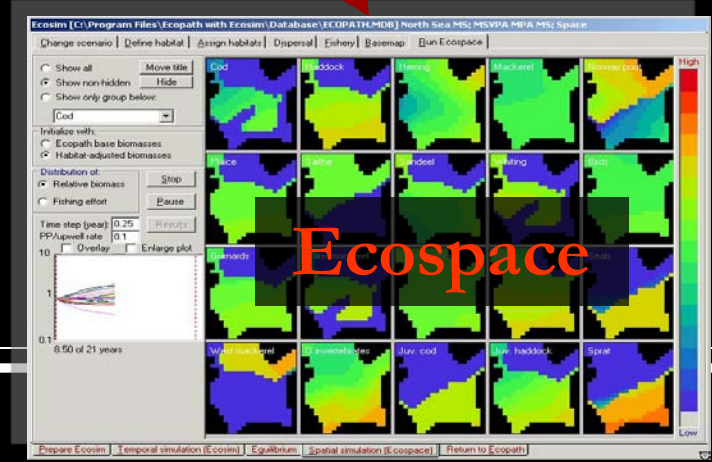 Ecosim [C:\Program Files\Ecopath with Ecosim\Database\ECOPATH.MDB] North Sea MS; MSVPA MPA MS; Space
Change scenario Define habitat Assign habitats Dispersal Fishery Basemap Run Ecospace
Show all Move title
Show non-hidden Hide
Show only group below:
Cod
Initialize with:
Ecopath base biomasses
Habitat-adjusted biomasses
Distribution of:
Relative biomass Stop
Fishing effort Pause
Time step (year): 0.25 Results
PP/upwell rate 0.1
Overlay Enlarge plot
10
1
0.1
8.50 of 21 years
Cod Haddock Herring Mackerel Norway pout
Plaice Saithe Sandeel Whiting Birds
Gurnards Seals
West mackerel O invertebrates Juv. cod Juv. haddock Sprat
High
Low
Ecospace
Prepare Ecosim Temporal simulation (Ecosim) Equilibrium Spatial simulation (Ecospace) Return to Ecopath